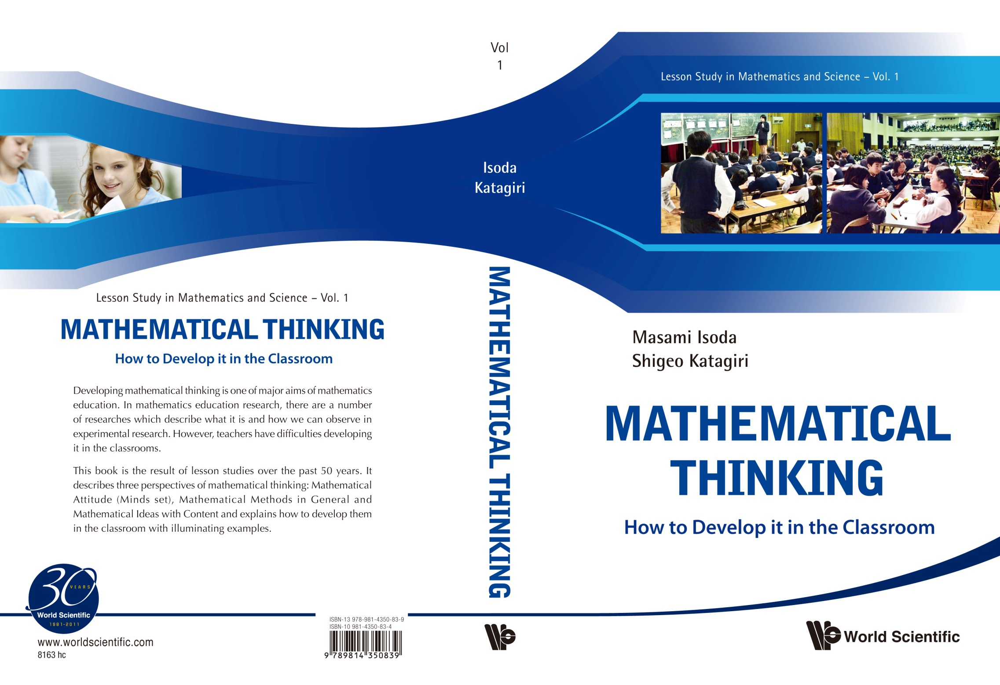 Lesson Study in Mathematics and Science – Vol. 1
MATHEMATICAL THINKING
How to Develop it in the Classroom
Developing mathematical thinking is one of major aims of mathematics
education. In mathematics education research, there are a number
of researches which describe what it is and how we can observe in
experimental research. However, teachers have difficulties developing
it in the classrooms.
This book is the result of lesson studies over the past 50 years. It
describes three perspectives of mathematical thinking: Mathematical
Attitude (Minds set), Mathematical Methods in General and
Mathematical Ideas with Content and explains how to develop them
in the classroom with illuminating examples.
30
YEARS
World Scientific
1981-2011
www.worldscientific.com
8163 hc
ISBN-13 978-981-4350-83-9
ISBN-10 981-4350-83-4
9 789814 350839
Vol
1
Isoda
Katagiri
MATHEMATICAL THINKING
Lesson Study in Mathematics and Science – Vol. 1
Masami Isoda
Shigeo Katagiri
MATHEMATICAL
THINKING
How to Develop it in the Classroom
World Scientific